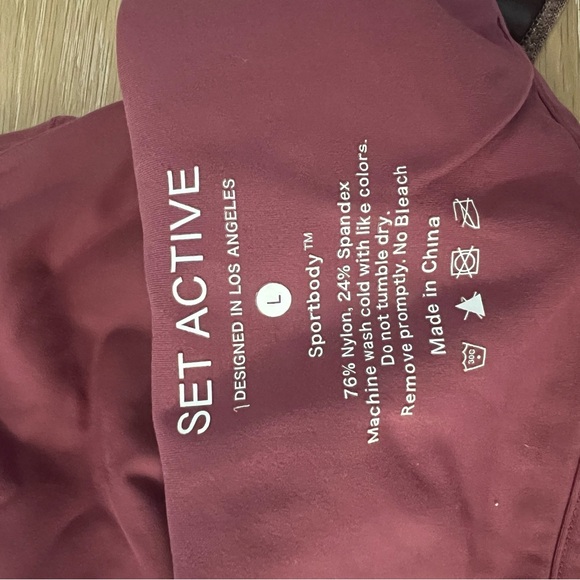 SET ACTIVE
DESIGNED IN LOS ANGELES
L
Sportbody™
76% Nylon, 24% Spandex
Machine wash cold with like colors.
Do not tumble dry.
Remove promptly. No Bleach
Made in China